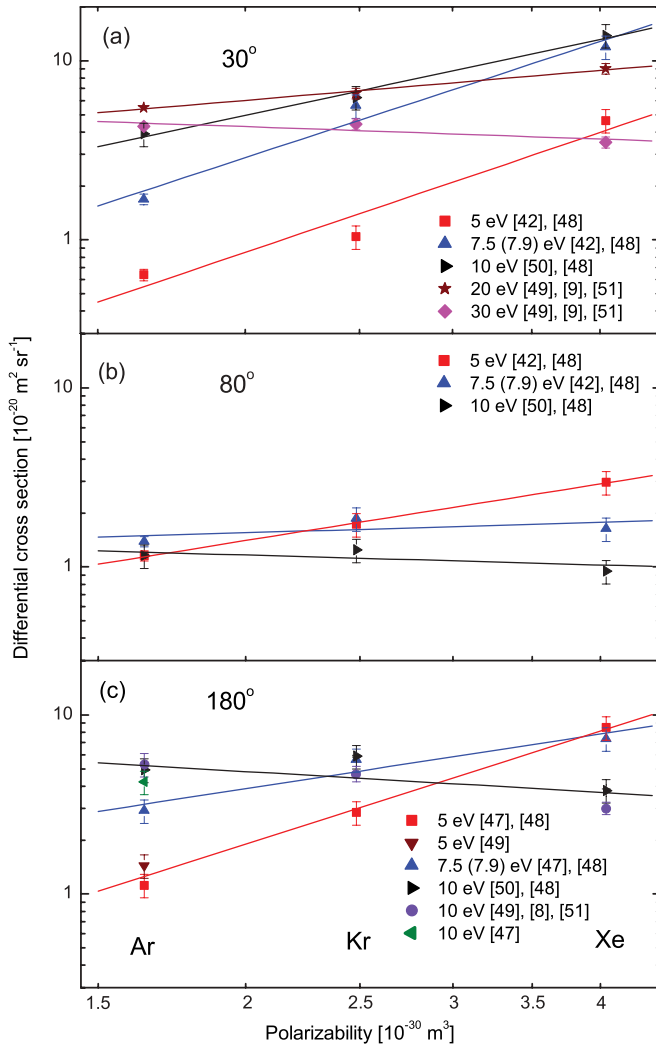 (a)
30°
10
1
5 eV [42], [48]
7.5 (7.9) eV [42], [48]
10 eV [50], [48]
20 eV [49], [9], [51]
30 eV [49], [9], [51]
(b)
80°
10
1
5 eV [42], [48]
7.5 (7.9) eV [42], [48]
10 eV [50], [48]
Differential cross section [10⁻²⁰ m² sr⁻¹]
(c)
180°
10
1
5 eV [47], [48]
5 eV [49]
7.5 (7.9) eV [47], [48]
10 eV [50], [48]
10 eV [49], [8], [51]
10 eV [47]
Ar Kr Xe
1.5 2 2.5 3 3.5 4
Polarizability [10⁻³⁰ m³]